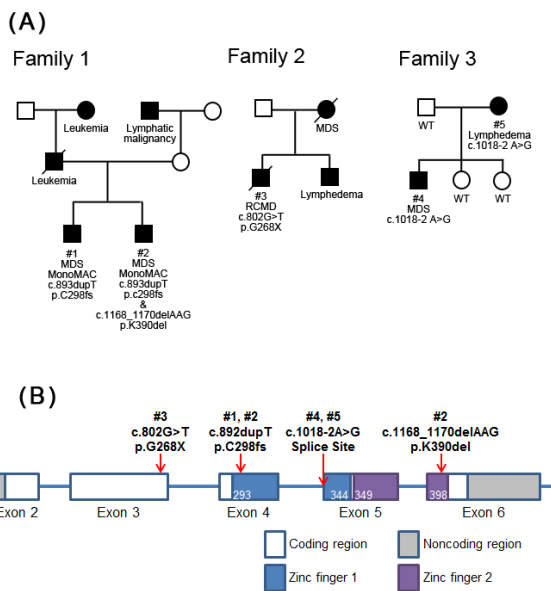 (A)
Family 1
Family 2
Family 3
Leukemia
Lymphatic
malignancy
Leukemia
#1
MDS
MonoMAC
c.893dupT
p.C298fs
#2
MDS
MonoMAC
c.893dupT
p.c298fs
&
c.1168_1170delAAG
p.K390del
MDS
#3
RCMD
c.802G>T
p.G268X
Lymphedema
WT
#5
Lymphedema
c.1018-2 A>G
#4
MDS
c.1018-2 A>G
WT
WT
(B)
#3
c.802G>T
p.G268X
#1, #2
c.892dupT
p.C298fs
#4, #5
c.1018-2A>G
Splice Site
#2
c.1168_1170delAAG
p.K390del
293
344
349
398
Exon 2
Exon 3
Exon 4
Exon 5
Exon 6
Coding region
Noncoding region
Zinc finger 1
Zinc finger 2